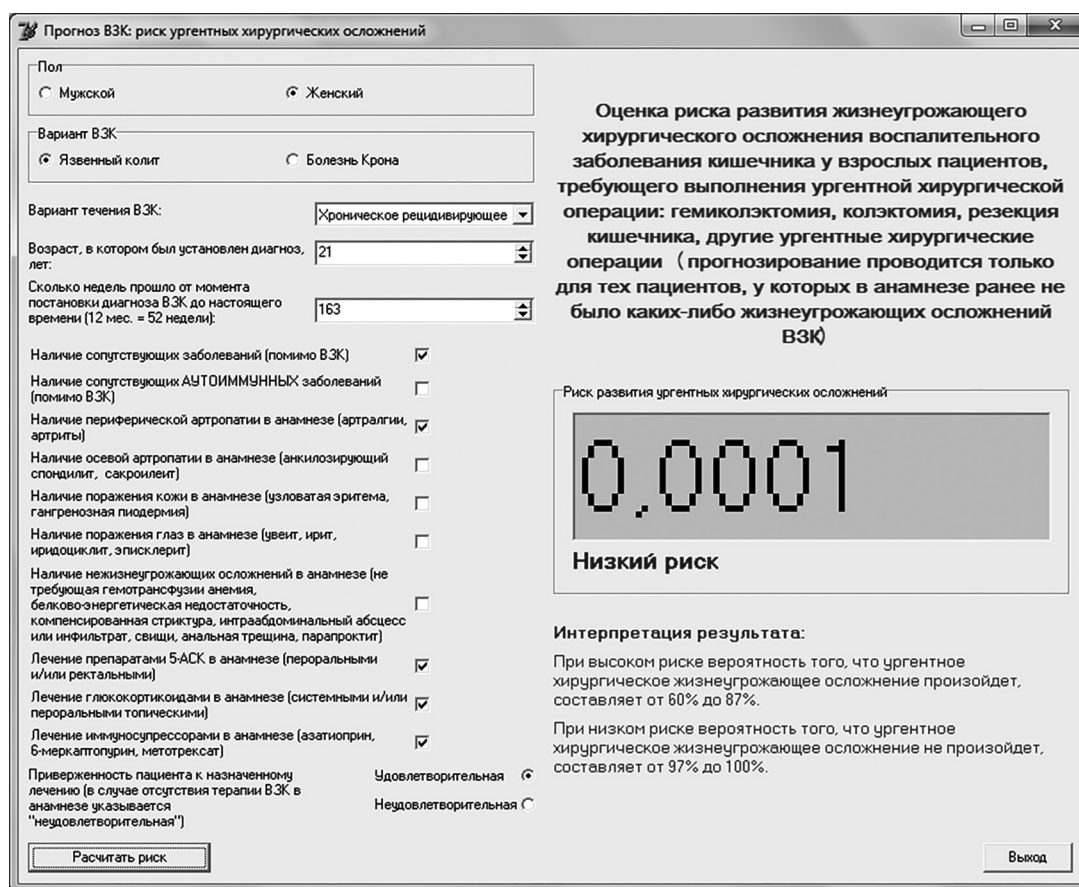 Прогноз ВЗК: риск ургентных хирургических осложнений
Пол
Мужской
Женский
Вариант ВЗК
Язвенный колит
Болезнь Крона
Вариант течения ВЗК:
Хроническое рецидивирующее
Возраст, в котором был установлен диагноз,
лет:
21
Сколько недель прошло от момента
постановки диагноза ВЗК до настоящего
времени (12 мес. = 52 недели):
163
Наличие сопутствующих заболеваний (помимо ВЗК)
Наличие сопутствующих АУТОИММУННЫХ заболеваний
(помимо ВЗК)
Наличие периферической артропатии в анамнезе (артралгии,
артриты)
Наличие осевой артропатии в анамнезе (анкилозирующий
спондилит, сакроилеит)
Наличие поражения кожи в анамнезе (узловатая эритема,
гангренозная пиодермия)
Наличие поражения глаз в анамнезе (увеит, ирит,
иридоциклит, эписклерит)
Наличие нежизнеугрожающих осложнений в анамнезе (не
требующая гемотрансфузии анемия,
белково-энергетическая недостаточность,
компенсированная стриктура, интраабдоминальный абсцесс
или инфильтрат, свищи, анальная трещина, парапроктит)
Лечение препаратами 5-АСК в анамнезе (пероральными
и/или ректальными)
Лечение глюкокортикоидами в анамнезе (системными и/или
пероральными топическими)
Лечение иммуносупрессорами в анамнезе (азатиоприн,
6-меркаптопурин, метотрексат)
Приверженность пациента к назначенному
лечению (в случае отсутствия терапии ВЗК в
анамнезе указывается
"неудовлетворительная")
Удовлетворительная
Неудовлетворительная
Расчитать риск
Оценка риска развития жизнеугрожающего
хирургического осложнения воспалительного
заболевания кишечника у взрослых пациентов,
требующего выполнения ургентной хирургической
операции: гемиколэктомия, колэктомия, резекция
кишечника, другие ургентные хирургические
операции (прогнозирование проводится только
для тех пациентов, у которых в анамнезе ранее не
было каких-либо жизнеугрожающих осложнений
ВЗК)
Риск развития ургентных хирургических осложнений
0,0001
Низкий риск
Интерпретация результата:
При высоком риске вероятность того, что ургентное
хирургическое жизнеугрожающее осложнение произойдет,
составляет от 60% до 87%.
При низком риске вероятность того, что ургентное
хирургическое жизнеугрожающее осложнение не произойдет,
составляет от 97% до 100%.
Выход